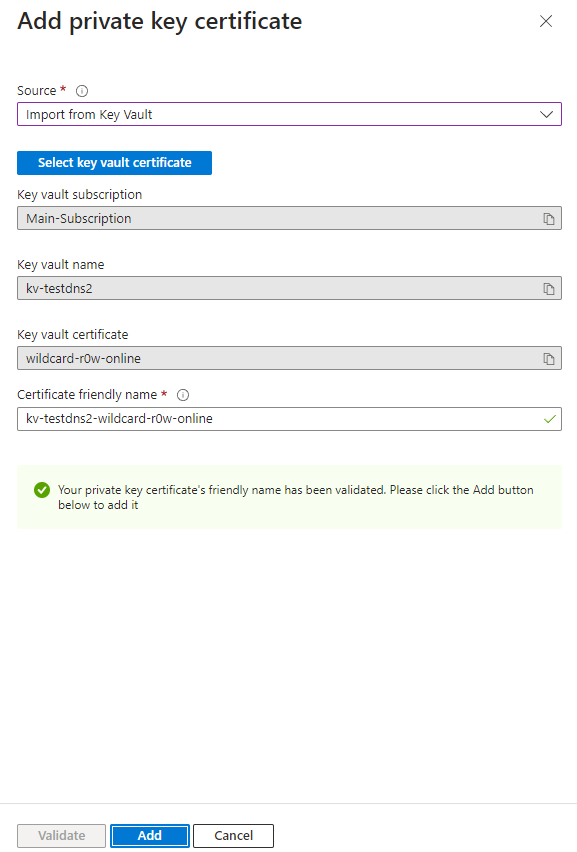 Add private key certificate
Source *
Import from Key Vault
Select key vault certificate
Key vault subscription
Main-Subscription
Key vault name
kv-testdns2
Key vault certificate
wildcard-r0w-online
Certificate friendly name *
kv-testdns2-wildcard-r0w-online
Your private key certificate's friendly name has been validated. Please click the Add button
below to add it
Validate Add Cancel